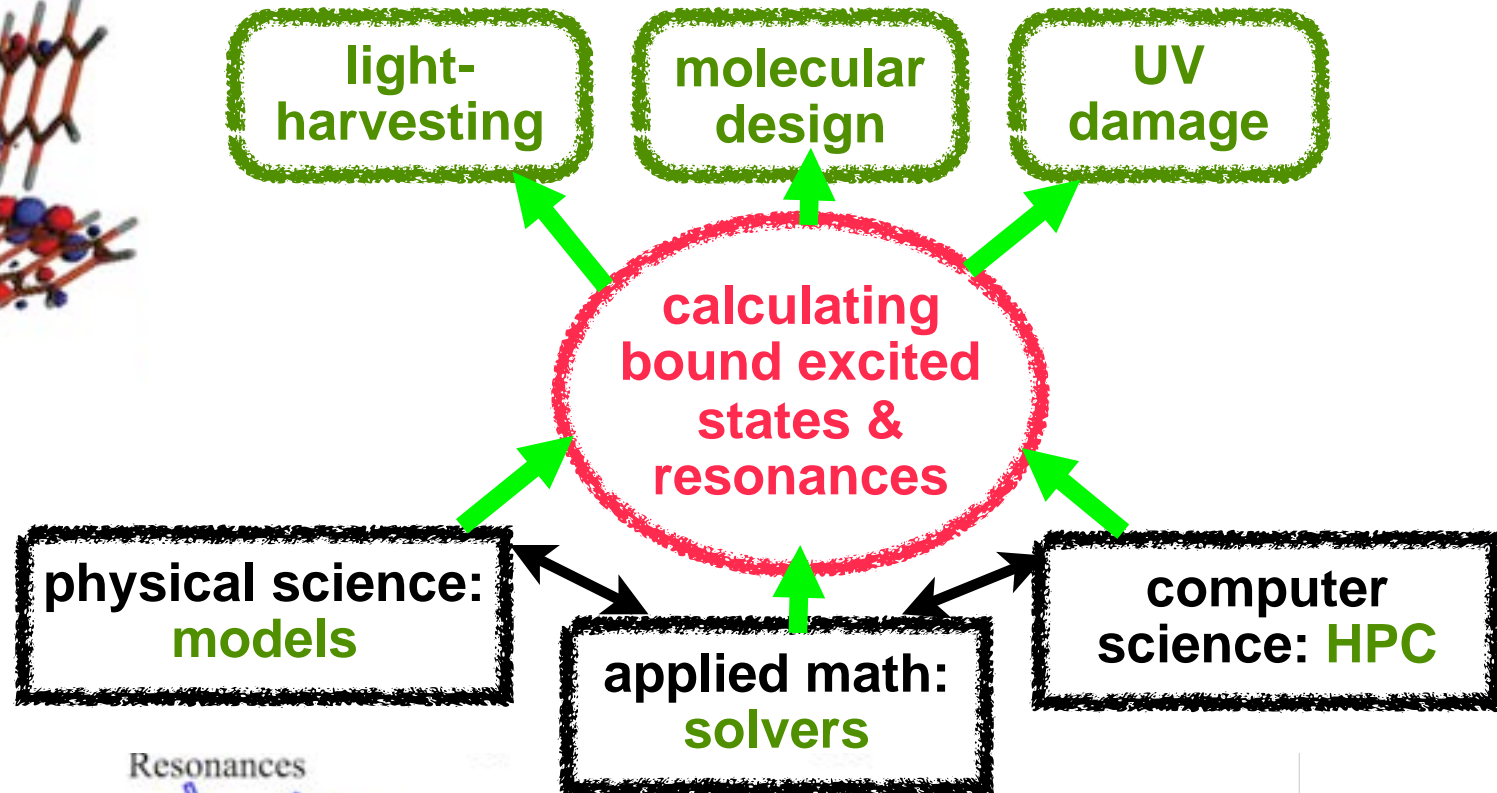 light-
harvesting
molecular
design
UV
damage
calculating
bound excited
states &
resonances
physical science:
models
applied math:
solvers
computer
science: HPC
Resonances